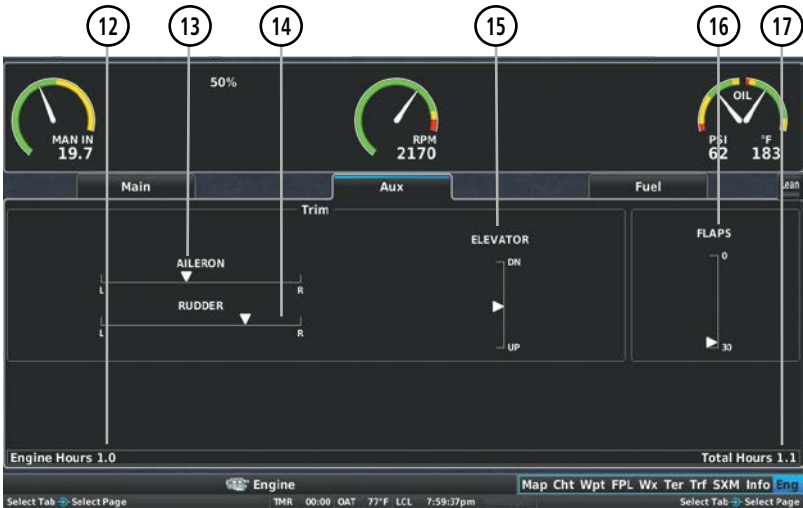 12 13 14 15 16 17
50%
OIL
MAN IN
19.7
RPM
2170
PSI °F
62 183
Main Aux Fuel Lean
Trim
ELEVATOR FLAPS
AILERON DN 0
L R
RUDDER
L R
UP 30
Engine Hours 1.0 Total Hours 1.1
Engine Map Cht Wpt FPL Wx Ter Trf SXM Info Eng
Select Tab Select Page TMR 00:00 OAT 77°F LCL 7:59:37pm Select Tab Select Page